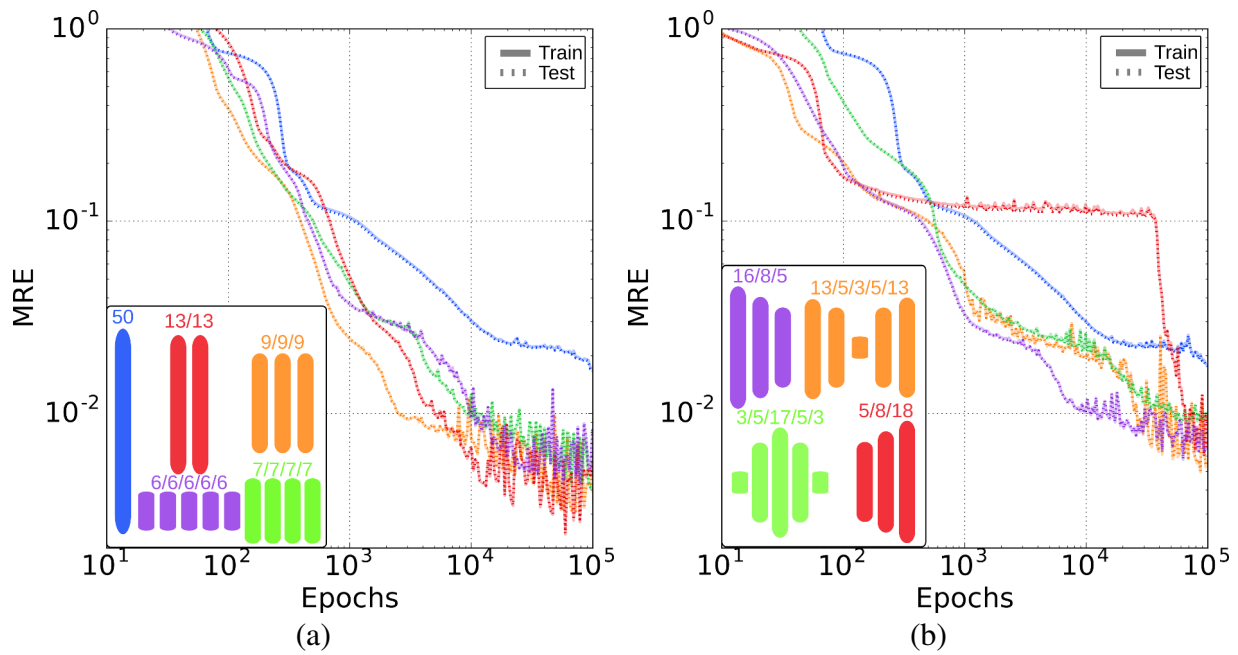 10^0
10^-1
10^-2
MRE
Train
Test
50
13/13
9/9/9
6/6/6/6/6
7/7/7/7
10^1
10^2
10^3
10^4
10^5
Epochs
(a)
10^0
10^-1
10^-2
MRE
Train
Test
16/8/5
13/5/3/5/13
3/5/17/5/3
5/8/18
10^1
10^2
10^3
10^4
10^5
Epochs
(b)